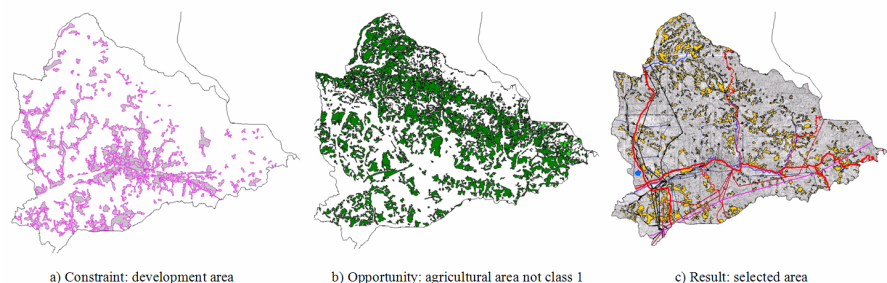 a) Constraint: development area
b) Opportunity: agricultural area not class 1
c) Result: selected area